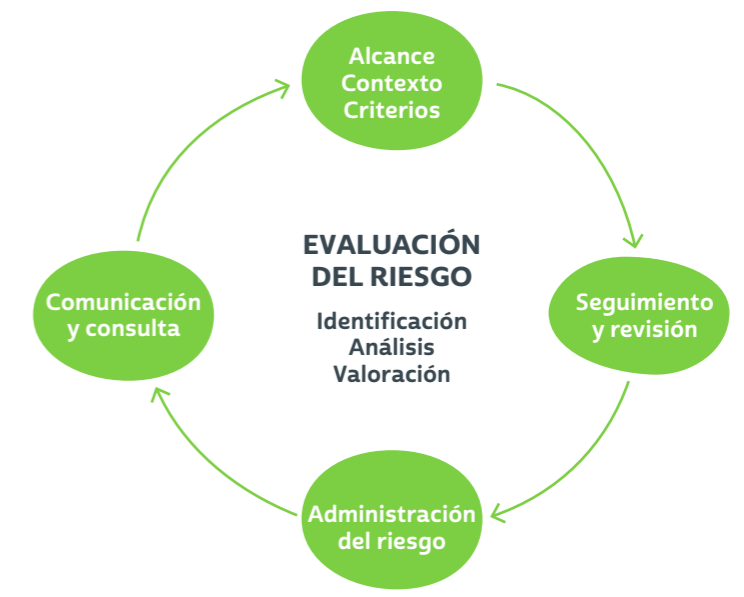 Alcance
Contexto
Criterios
EVALUACIÓN
DEL RIESGO
Identificación
Análisis
Valoración
Comunicación
y consulta
Seguimiento
y revisión
Administración
del riesgo